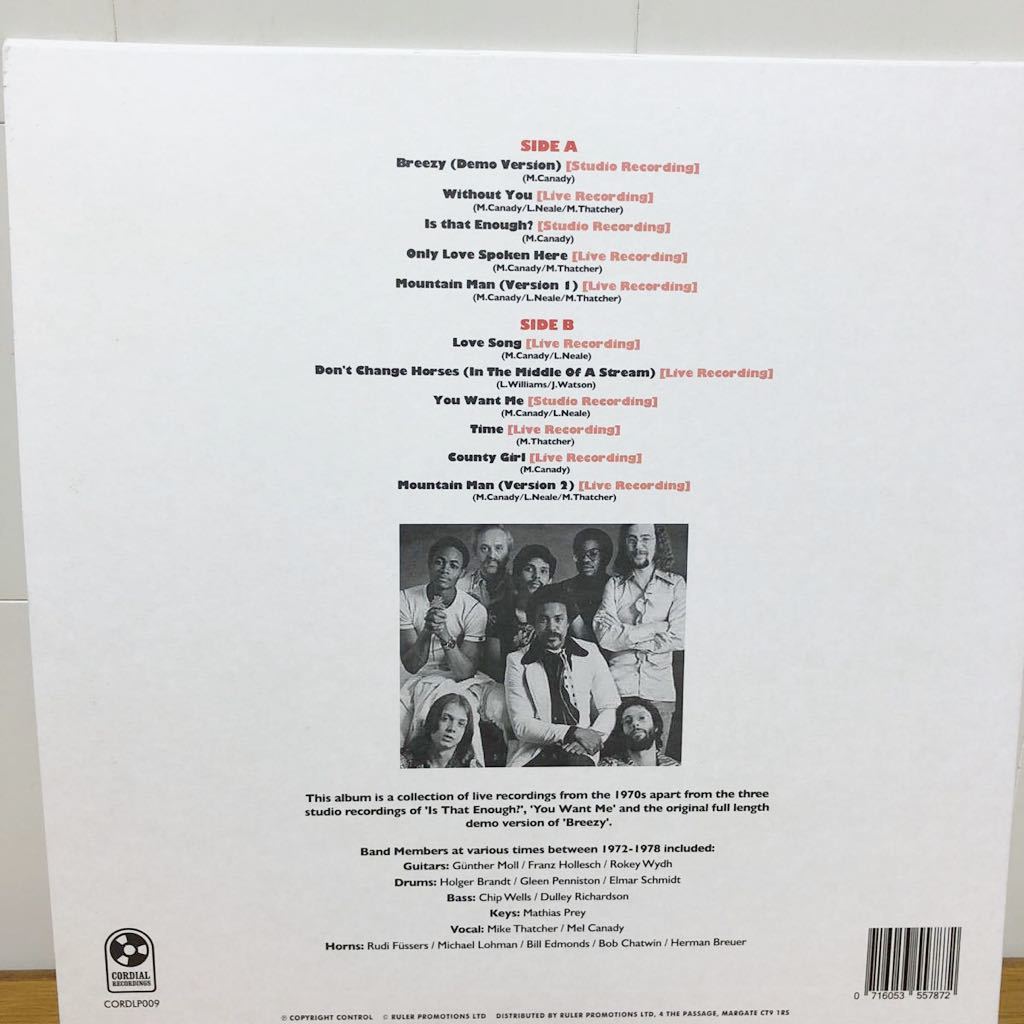 SIDE A
Breezy (Demo Version) [Studio Recording]
(M.Canady)
Without You [Live Recording]
(M.Canady/L.Neale/M.Thatcher)
Is that Enough? [Studio Recording]
(M.Canady)
Only Love Spoken Here [Live Recording]
(M.Canady/M.Thatcher)
Mountain Man (Version 1) [Live Recording]
(M.Canady/L.Neale/M.Thatcher)
SIDE B
Love Song [Live Recording]
(M.Canady/L.Neale)
Don't Change Horses (In The Middle Of A Stream) [Live Recording]
(L.Williams/J.Watson)
You Want Me [Studio Recording]
(M.Canady/L.Neale)
Time [Live Recording]
(M.Thatcher)
County Girl [Live Recording]
(M.Canady)
Mountain Man (Version 2) [Live Recording]
(M.Canady/L.Neale/M.Thatcher)
This album is a collection of live recordings from the 1970s apart from the three
studio recordings of 'Is That Enough?', 'You Want Me' and the original full length
demo version of 'Breezy'.
Band Members at various times between 1972-1978 included:
Guitars: Günther Moll / Franz Hollesch / Rokey Wydh
Drums: Holger Brandt / Gleen Penniston / Elmar Schmidt
Bass: Chip Wells / Dulley Richardson
Keys: Mathias Prey
Vocal: Mike Thatcher / Mel Canady
Horns: Rudi Füssers / Michael Lohman / Bill Edmonds / Bob Chatwin / Herman Breuer
CORDIAL
RECORDINGS
CORDLP009
0 716053 557872
℗ COPYRIGHT CONTROL © RULER PROMOTIONS LTD DISTRIBUTED BY RULER PROMOTIONS LTD, 4 THE PASSAGE, MARGATE CT9 1RS